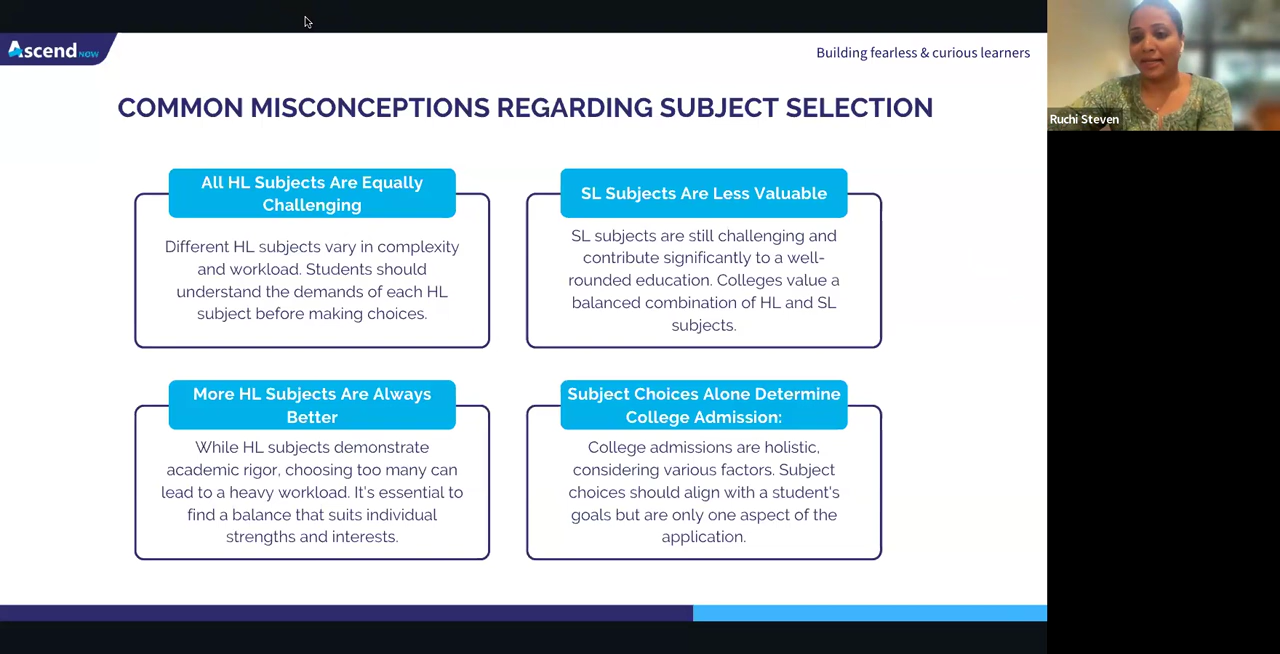 Ascend NOW
Building fearless & curious learners
Ruchi Steven
COMMON MISCONCEPTIONS REGARDING SUBJECT SELECTION
All HL Subjects Are Equally
Challenging
Different HL subjects vary in complexity
and workload. Students should
understand the demands of each HL
subject before making choices.
SL Subjects Are Less Valuable
SL subjects are still challenging and
contribute significantly to a well-
rounded education. Colleges value a
balanced combination of HL and SL
subjects.
More HL Subjects Are Always
Better
While HL subjects demonstrate
academic rigor, choosing too many can
lead to a heavy workload. It's essential to
find a balance that suits individual
strengths and interests.
Subject Choices Alone Determine
College Admission:
College admissions are holistic,
considering various factors. Subject
choices should align with a student's
goals but are only one aspect of the
application.